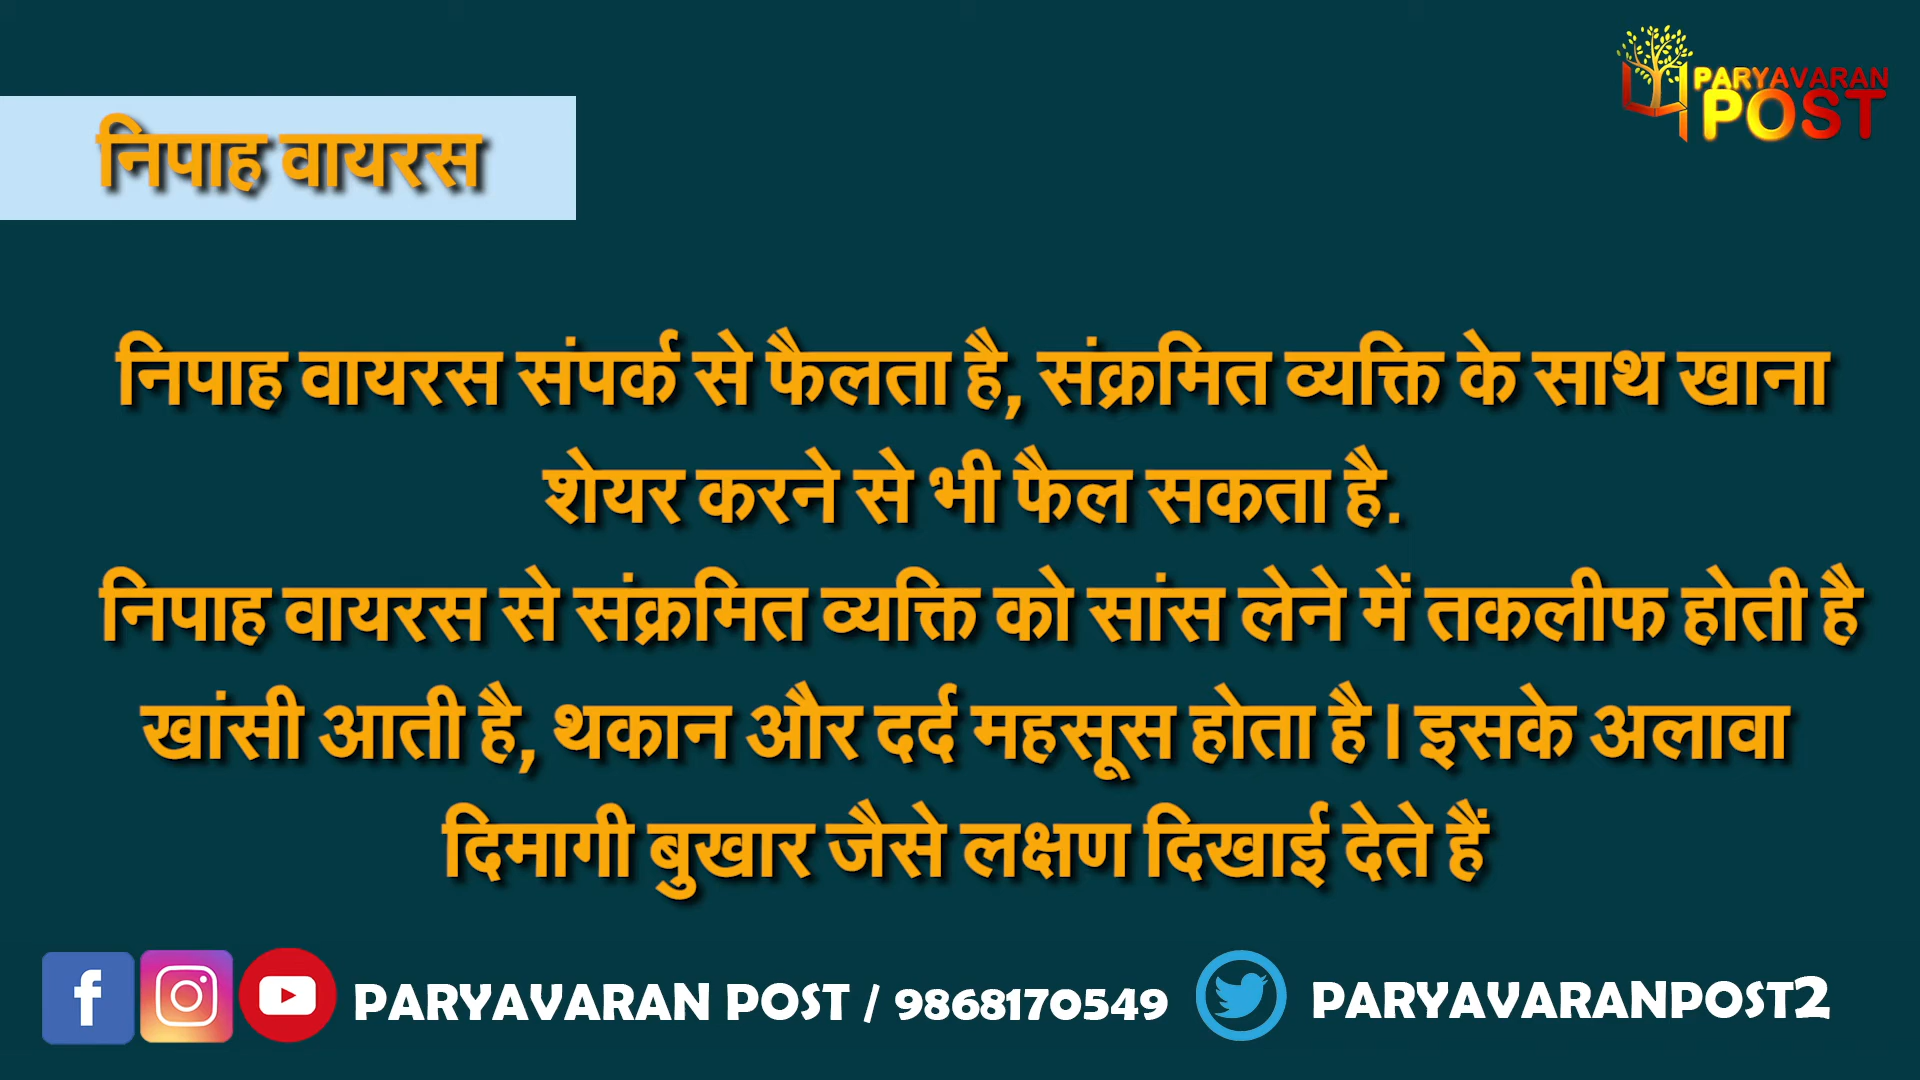 PARYAVARAN
POST
निपाह वायरस
निपाह वायरस संपर्क से फैलता है, संक्रमित व्यक्ति के साथ खाना
शेयर करने से भी फैल सकता है.
निपाह वायरस से संक्रमित व्यक्ति को सांस लेने में तकलीफ होती है
खांसी आती है, थकान और दर्द महसूस होता है। इसके अलावा
दिमागी बुखार जैसे लक्षण दिखाई देते हैं
PARYAVARAN POST / 9868170549 PARYAVARANPOST2